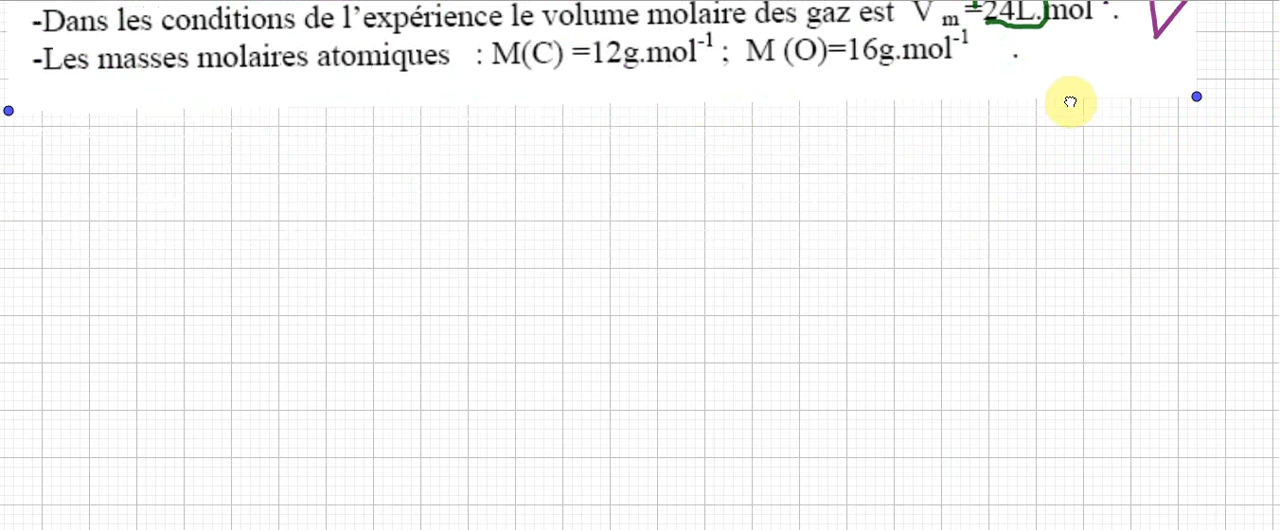 -Dans les conditions de l'expérience le volume molaire des gaz est V m=24L.mol⁻¹.
-Les masses molaires atomiques : M(C) =12g.mol⁻¹ ; M (O)=16g.mol⁻¹ .